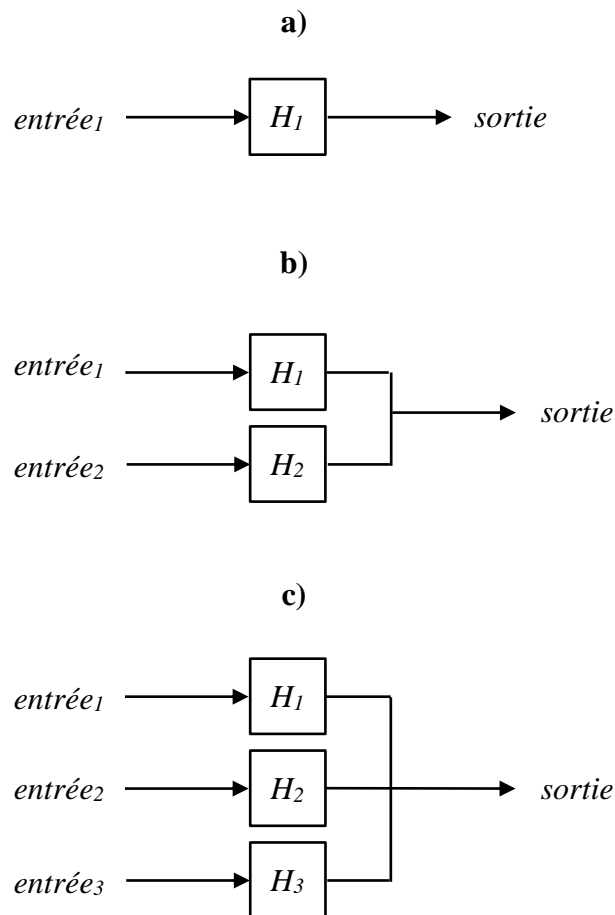 a)
entrée1 H1 sortie
b)
entrée1 H1
sortie
entrée2 H2
c)
entrée1 H1
entrée2 H2 sortie
entrée3 H3